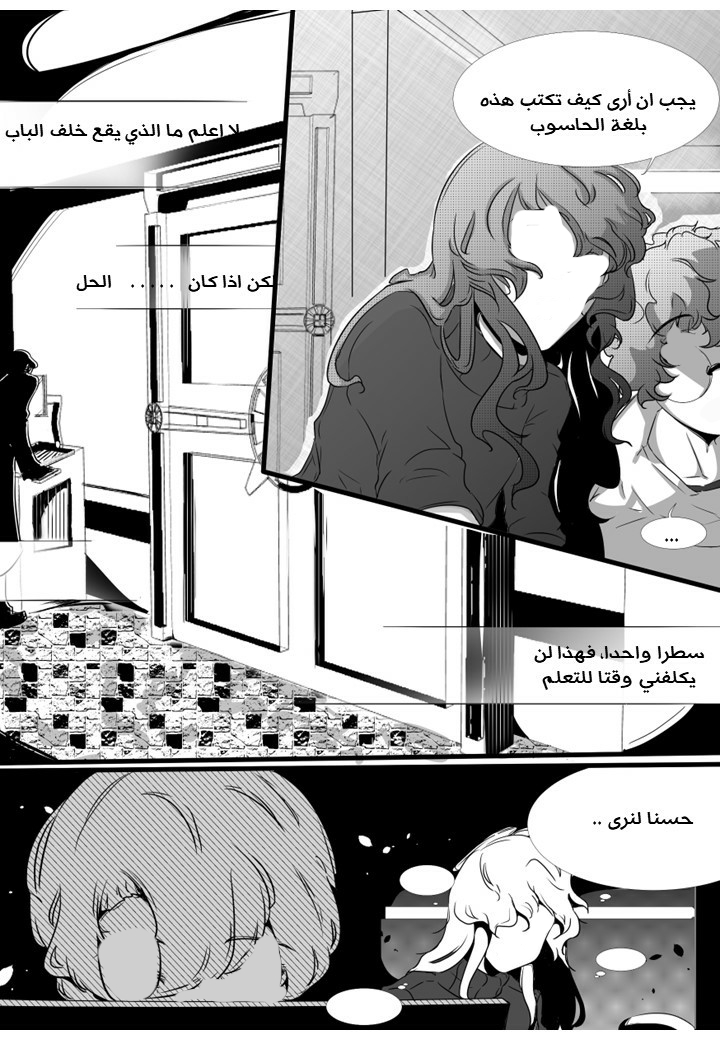 يجب ان أرى كيف تكتب هذه
بلغة الحاسوب
لا اعلم ما الذي يقع خلف الباب
لكن اذا كان ..... الحل
...
سطرا واحدا، فهذا لن
يكلفني وقتا للتعلم
حسنا لنرى ..